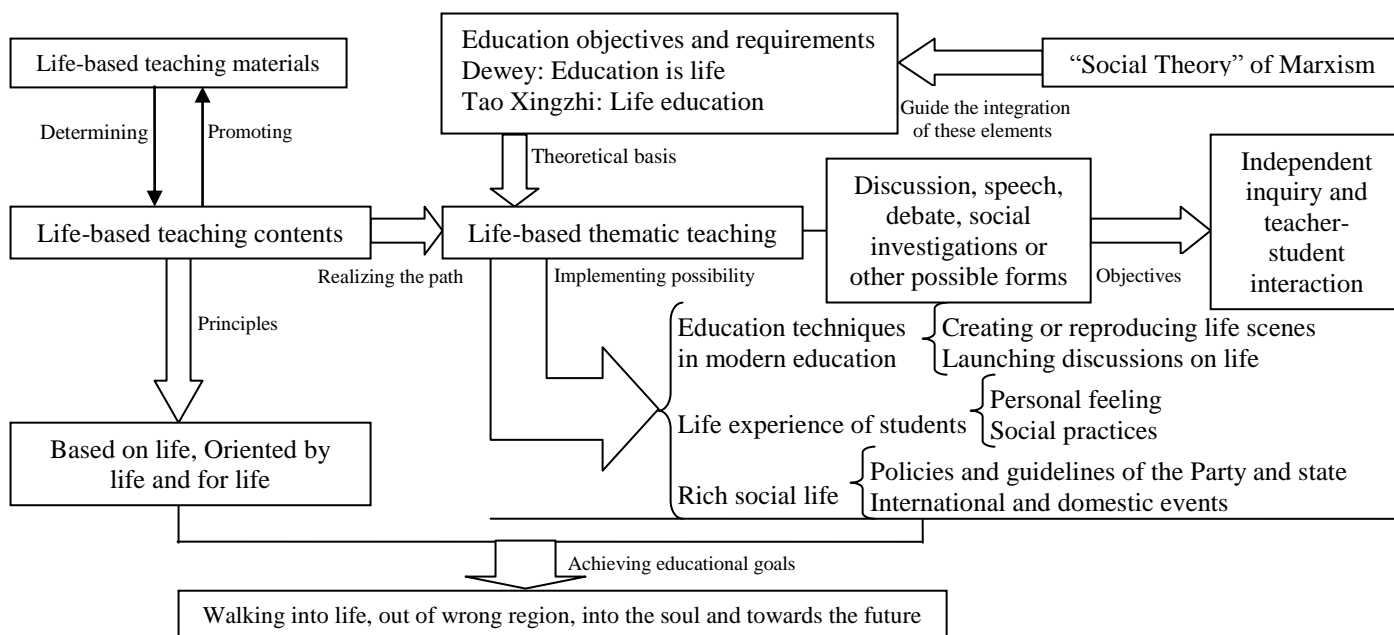 Life-based teaching materials
Education objectives and requirements
Dewey: Education is life
Tao Xingzhi: Life education
“Social Theory” of Marxism
Determining
Promoting
Guide the integration
of these elements
Theoretical basis
Life-based teaching contents
Realizing the path
Life-based thematic teaching
Discussion, speech,
debate, social
investigations or
other possible forms
Objectives
Independent
inquiry and
teacher-
student
interaction
Principles
Implementing possibility
Education techniques
in modern education
Creating or reproducing life scenes
Launching discussions on life
Life experience of students
Personal feeling
Social practices
Rich social life
Policies and guidelines of the Party and state
International and domestic events
Based on life, Oriented by
life and for life
Achieving educational goals
Walking into life, out of wrong region, into the soul and towards the future